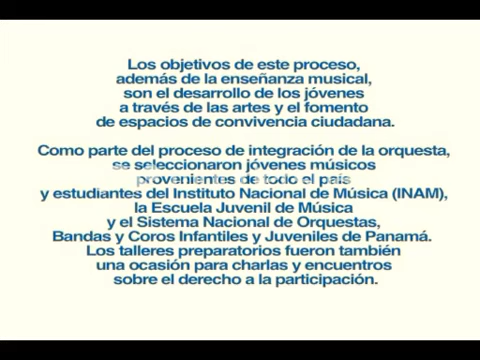 Los objetivos de este proceso,
además de la enseñanza musical,
son el desarrollo de los jóvenes
a través de las artes y el fomento
de espacios de convivencia ciudadana.
Como parte del proceso de integración de la orquesta,
se seleccionaron jóvenes músicos
provenientes de todo el país
y estudiantes del Instituto Nacional de Música (INAM),
la Escuela Juvenil de Música
y el Sistema Nacional de Orquestas,
Bandas y Coros Infantiles y Juveniles de Panamá.
Los talleres preparatorios fueron también
una ocasión para charlas y encuentros
sobre el derecho a la participación.